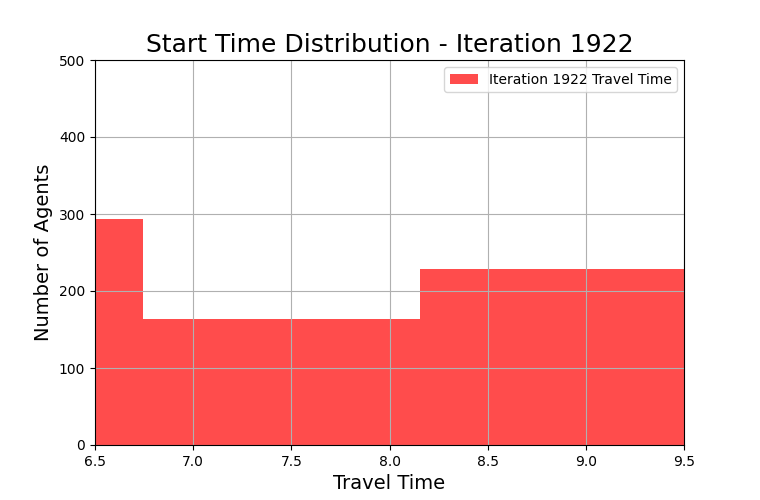 Start Time Distribution - Iteration 1922
Iteration 1922 Travel Time
Number of Agents
500
400
300
200
100
0
6.5 7.0 7.5 8.0 8.5 9.0 9.5
Travel Time